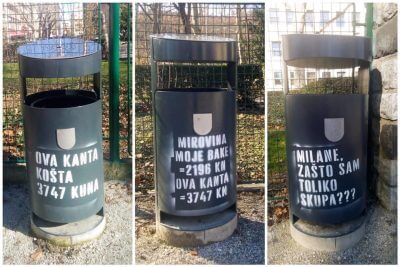 OVA KANTA
KOŠTA
3747 KUNA
MIROVINA
MOJE BAKE
=2196 KN
OVA KANTA
=3747 KN
MILANE,
ZAŠTO SAM
TOLIKO
SKUPA???